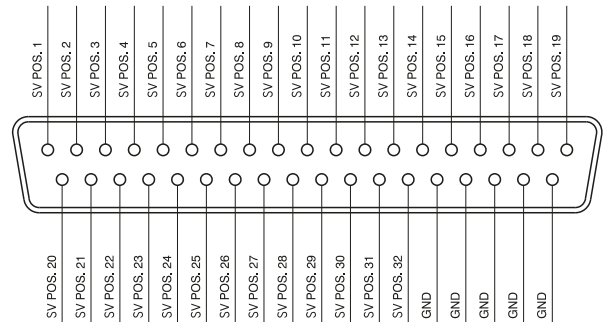 SV POS. 1
SV POS. 2
SV POS. 3
SV POS. 4
SV POS. 5
SV POS. 6
SV POS. 7
SV POS. 8
SV POS. 9
SV POS. 10
SV POS. 11
SV POS. 12
SV POS. 13
SV POS. 14
SV POS. 15
SV POS. 16
SV POS. 17
SV POS. 18
SV POS. 19
SV POS. 20
SV POS. 21
SV POS. 22
SV POS. 23
SV POS. 24
SV POS. 25
SV POS. 26
SV POS. 27
SV POS. 28
SV POS. 29
SV POS. 30
SV POS. 31
SV POS. 32
GND
GND
GND
GND
GND